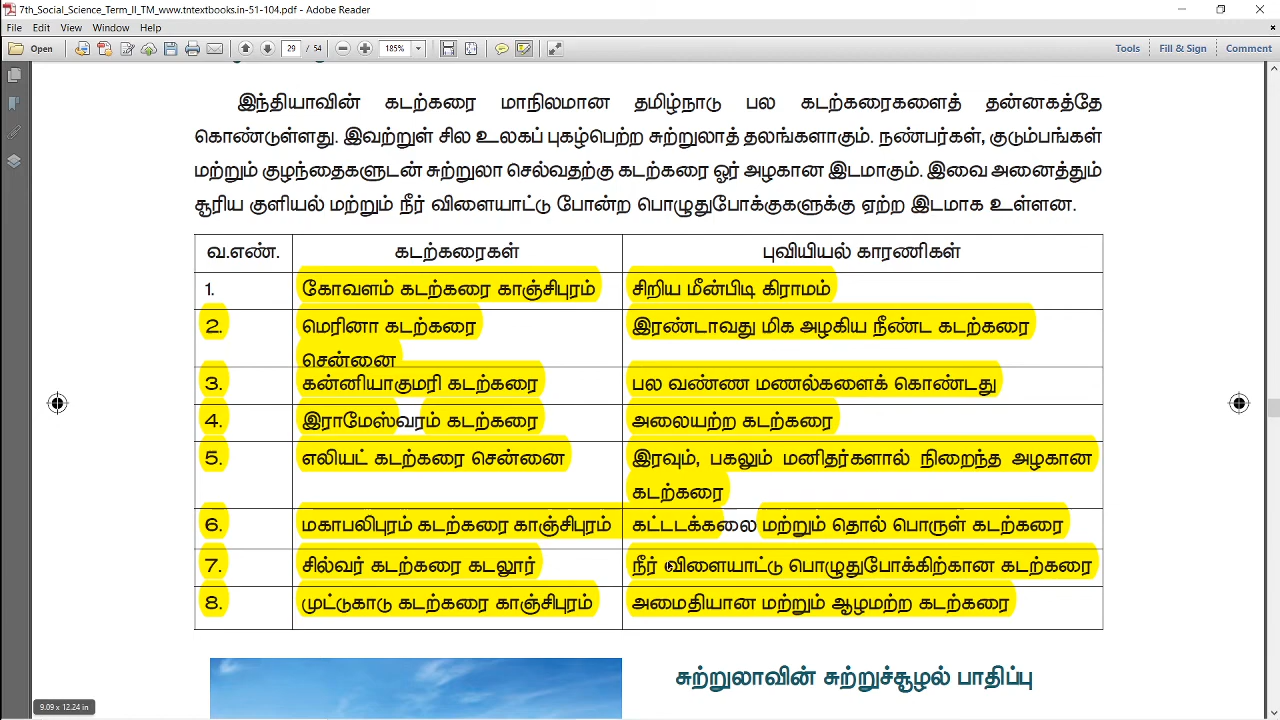 7th_Social_Science_Term_II_TM_www.tntextbooks.in-51-104.pdf - Adobe Reader
File Edit View Window Help
Open 29 / 54 185% Tools Fill & Sign Comment
இந்தியாவின் கடற்கரை மாநிலமான தமிழ்நாடு பல கடற்கரைகளைத் தன்னகத்தே
கொண்டுள்ளது. இவற்றுள் சில உலகப் புகழ்பெற்ற சுற்றுலாத் தலங்களாகும். நண்பர்கள், குடும்பங்கள்
மற்றும் குழந்தைகளுடன் சுற்றுலா செல்வதற்கு கடற்கரை ஓர் அழகான இடமாகும். இவை அனைத்தும்
சூரிய குளியல் மற்றும் நீர் விளையாட்டு போன்ற பொழுதுபோக்குகளுக்கு ஏற்ற இடமாக உள்ளன.
வ.எண். கடற்கரைகள் புவியியல் காரணிகள்
1. கோவளம் கடற்கரை காஞ்சிபுரம் சிறிய மீன்பிடி கிராமம்
2. மெரினா கடற்கரை இரண்டாவது மிக அழகிய நீண்ட கடற்கரை
சென்னை
3. கன்னியாகுமரி கடற்கரை பல வண்ண மணல்களைக் கொண்டது
4. இராமேஸ்வரம் கடற்கரை அலையற்ற கடற்கரை
5. எலியட் கடற்கரை சென்னை இரவும், பகலும் மனிதர்களால் நிறைந்த அழகான
கடற்கரை
6. மகாபலிபுரம் கடற்கரை காஞ்சிபுரம் கட்டடக்கலை மற்றும் தொல் பொருள் கடற்கரை
7. சில்வர் கடற்கரை கடலூர் நீர் விளையாட்டு பொழுதுபோக்கிற்கான கடற்கரை
8. முட்டுகாடு கடற்கரை காஞ்சிபுரம் அமைதியான மற்றும் ஆழமற்ற கடற்கரை
சுற்றுலாவின் சுற்றுச்சூழல் பாதிப்பு
9.09 x 12.24 in